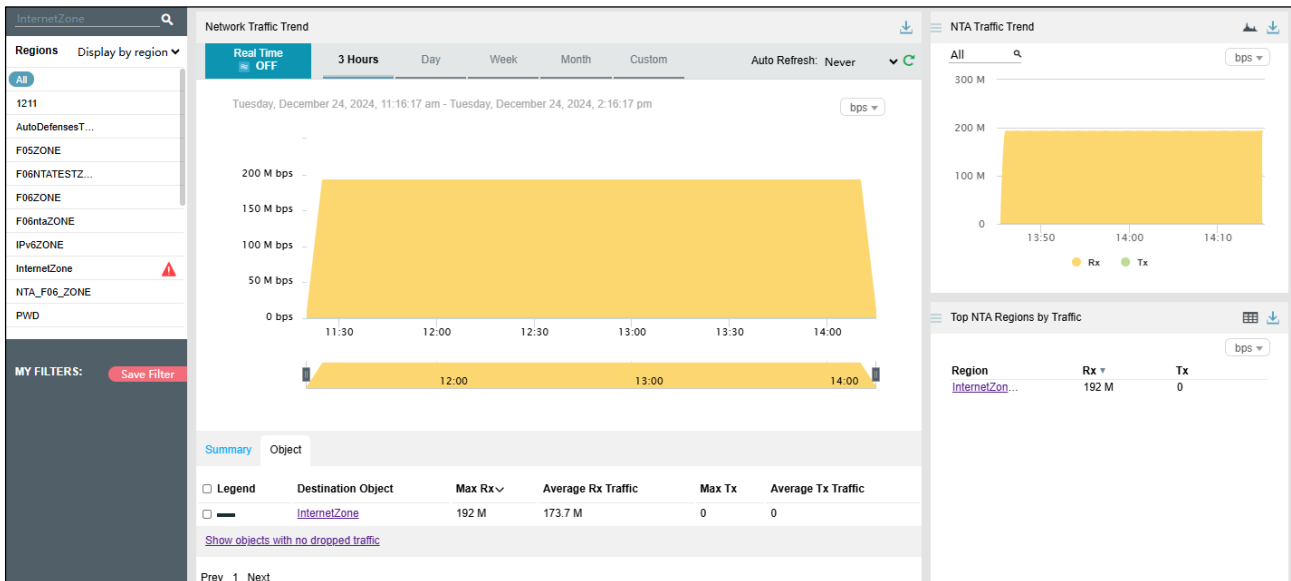 InternetZone
Regions Display by region
All
1211
AutoDefensesT...
F05ZONE
F06NTATESTZ...
F06ZONE
F06ntaZONE
IPv6ZONE
InternetZone
NTA_F06_ZONE
PWD
MY FILTERS: Save Filter
Network Traffic Trend
Real Time
OFF
3 Hours Day Week Month Custom Auto Refresh: Never
Tuesday, December 24, 2024, 11:16:17 am - Tuesday, December 24, 2024, 2:16:17 pm
bps
200 M bps
150 M bps
100 M bps
50 M bps
0 bps
11:30 12:00 12:30 13:00 13:30 14:00
12:00 13:00 14:00
Summary Object
Legend Destination Object Max Rx Average Rx Traffic Max Tx Average Tx Traffic
InternetZone 192 M 173.7 M 0 0
Show objects with no dropped traffic
Prev 1 Next
NTA Traffic Trend
All
bps
300 M
200 M
100 M
0
13:50 14:00 14:10
Rx Tx
Top NTA Regions by Traffic
bps
Region Rx Tx
InternetZon... 192 M 0